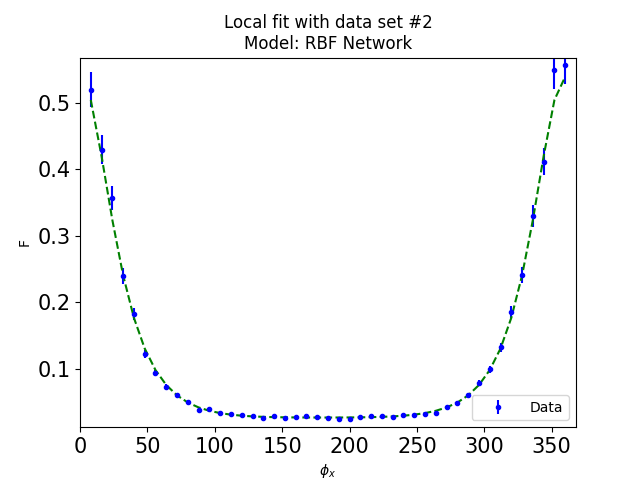 Local fit with data set #2
Model: RBF Network
F
0.5
0.4
0.3
0.2
0.1
0 50 100 150 200 250 300 350
ϕx
Data